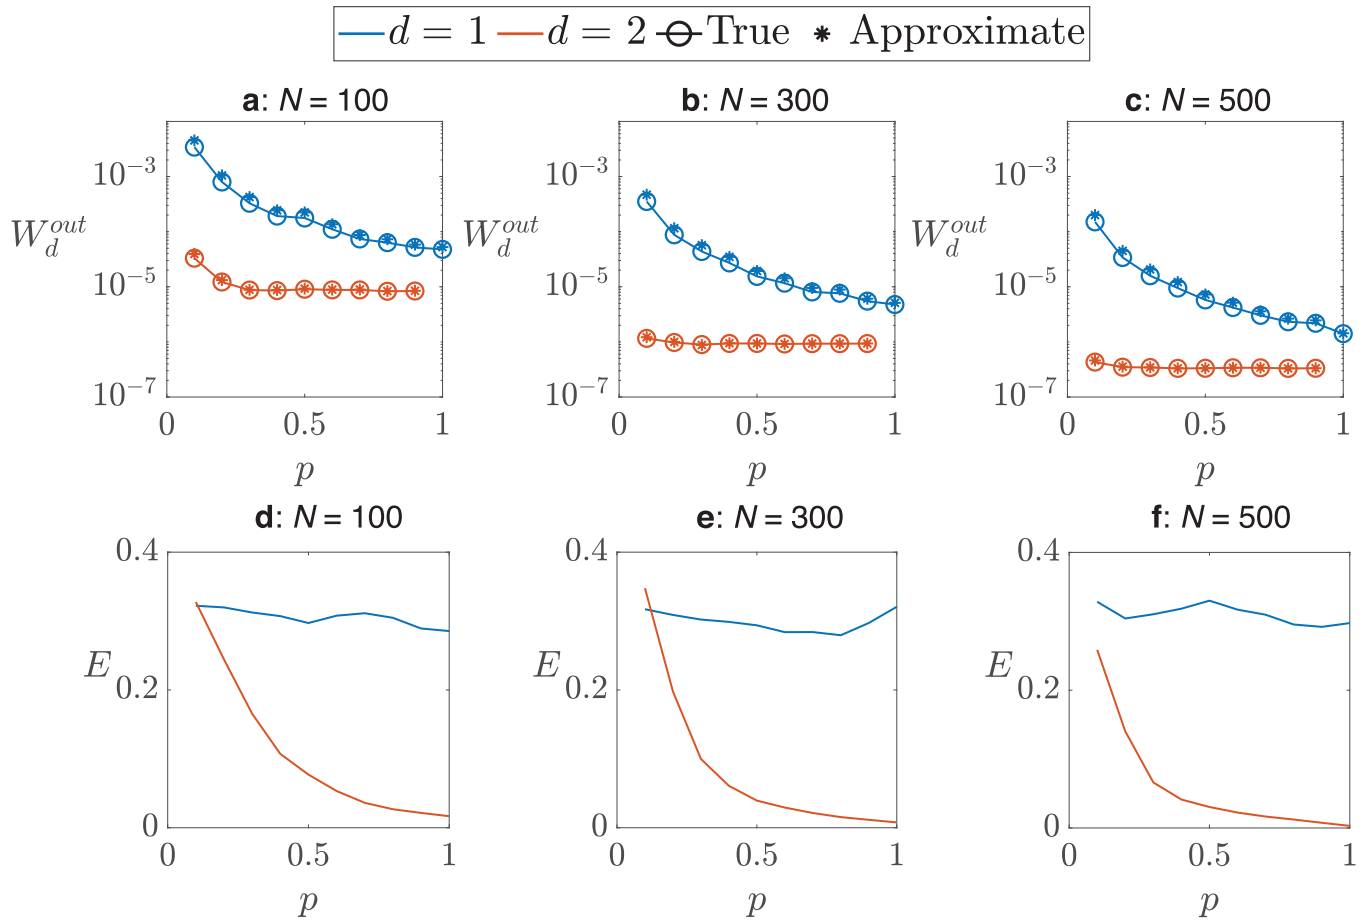 d = 1 d = 2 True Approximate
a: N = 100
b: N = 300
c: N = 500
10^{-3}
10^{-5}
10^{-7}
W_d^{out}
0 0.5 1
p
10^{-3}
10^{-5}
10^{-7}
W_d^{out}
0 0.5 1
p
10^{-3}
10^{-5}
10^{-7}
W_d^{out}
0 0.5 1
p
d: N = 100
e: N = 300
f: N = 500
0.4
0.2
0
E
0 0.5 1
p
0.4
0.2
0
E
0 0.5 1
p
0.4
0.2
0
E
0 0.5 1
p